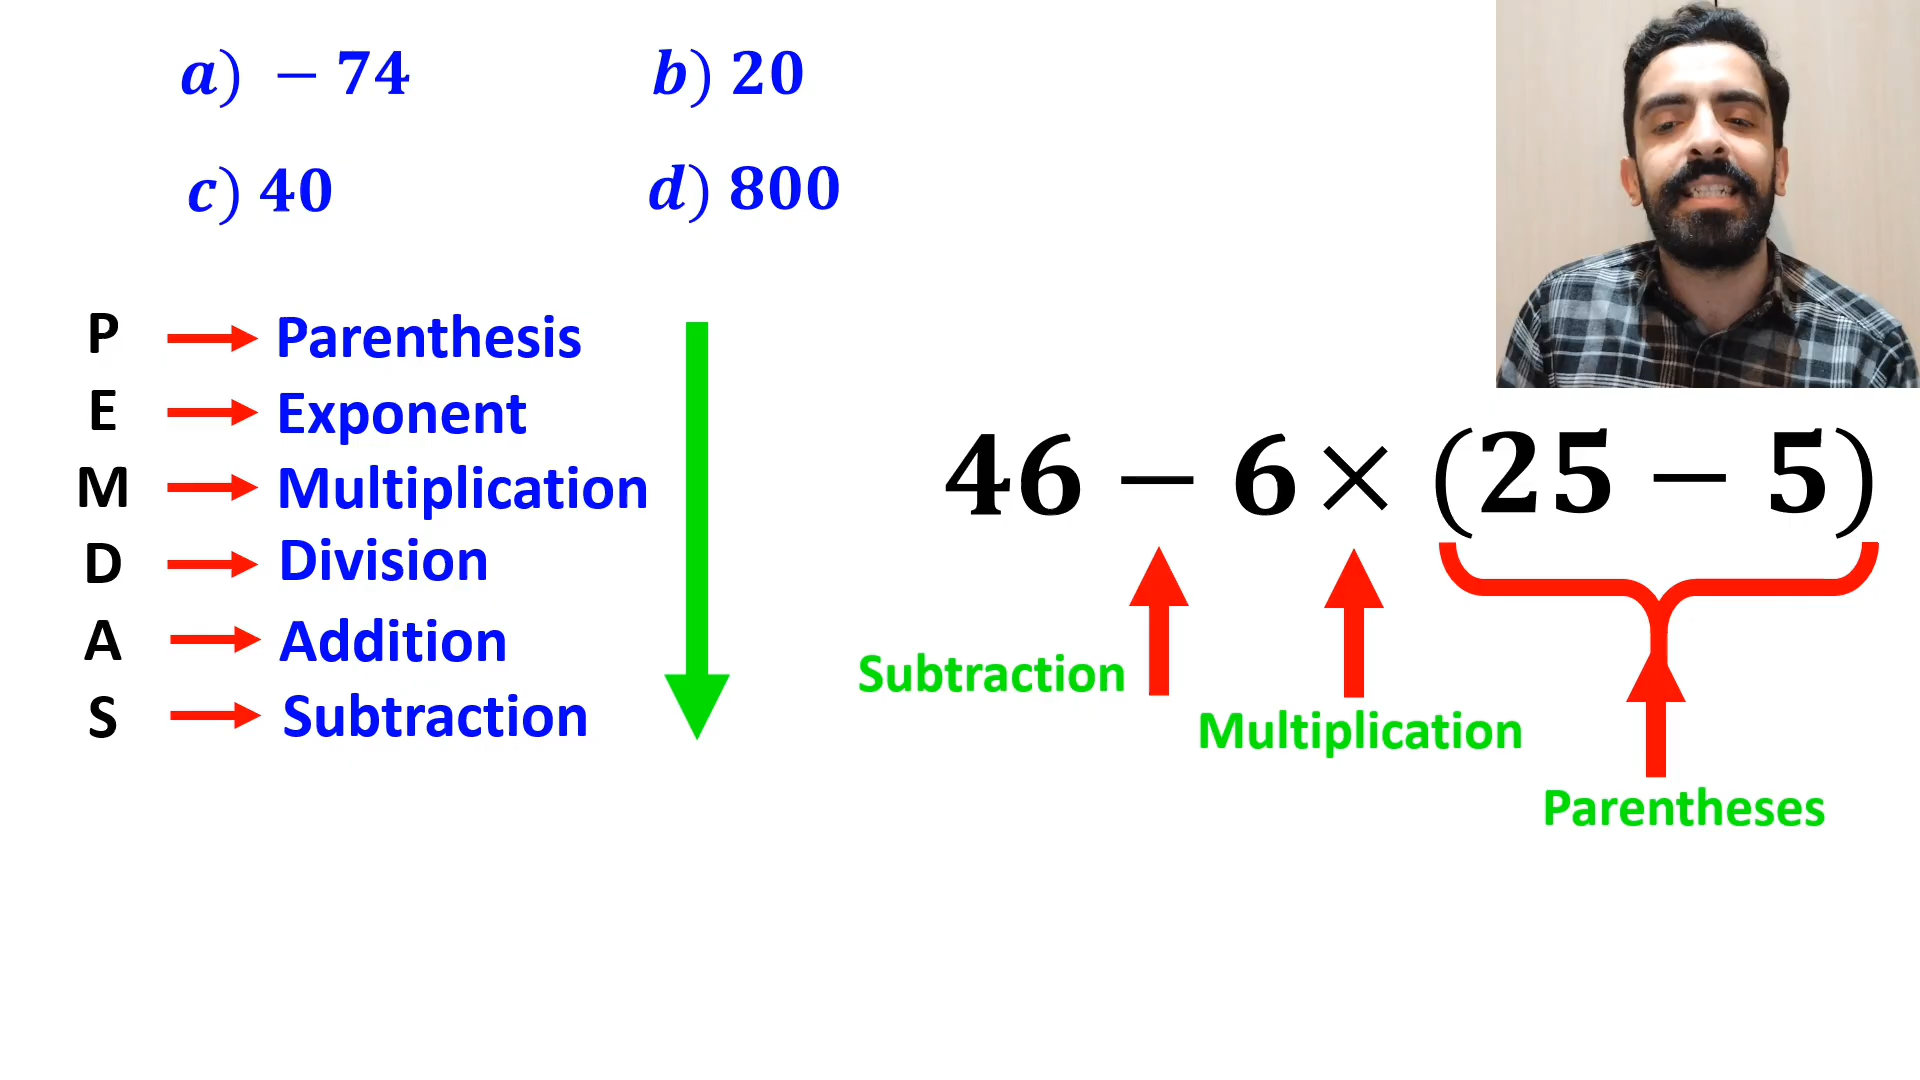 a) − 74 b) 20
c) 40 d) 800
P Parenthesis
E Exponent
M Multiplication
D Division
A Addition
S Subtraction
46 − 6 × (25 − 5)
Subtraction
Multiplication
Parentheses